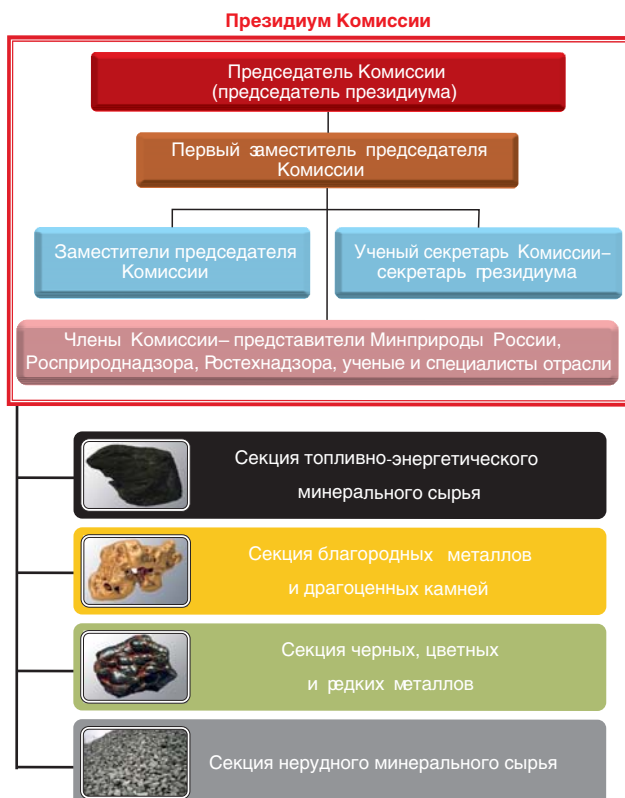 Президиум Комиссии
Председатель Комиссии
(председатель президиума)
Первый заместитель председателя
Комиссии
Заместители председателя
Комиссии
Ученый секретарь Комиссии–
секретарь президиума
Члены Комиссии– представители Минприроды России,
Росприроднадзора, Ростехнадзора, ученые и специалисты отрасли
Секция топливно-энергетического
минерального сырья
Секция благородных металлов
и драгоценных камней
Секция черных, цветных
и редких металлов
Секция нерудного минерального сырья